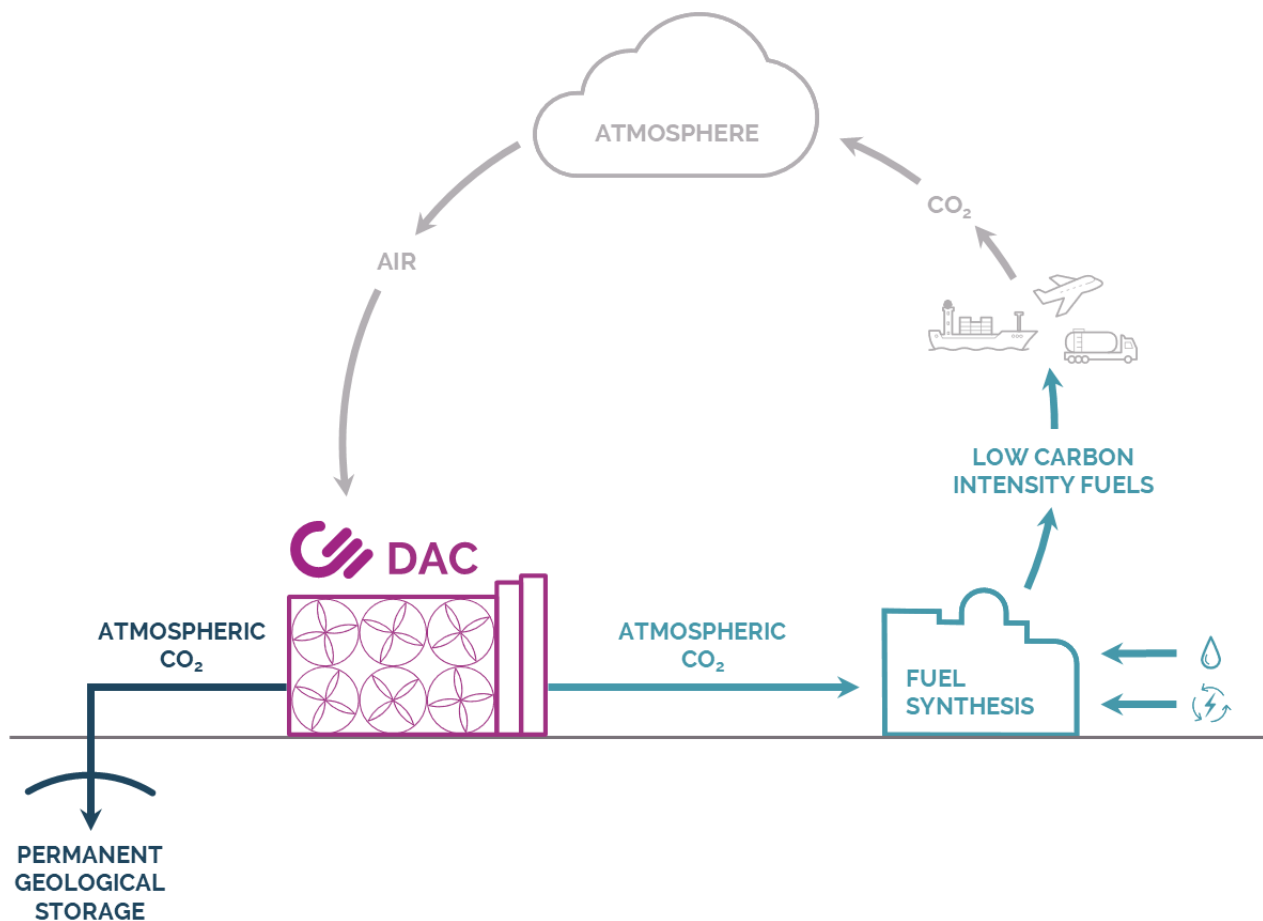 ATMOSPHERE
CO₂
AIR
LOW CARBON
INTENSITY FUELS
DAC
ATMOSPHERIC
CO₂
ATMOSPHERIC
CO₂
FUEL
SYNTHESIS
PERMANENT
GEOLOGICAL
STORAGE